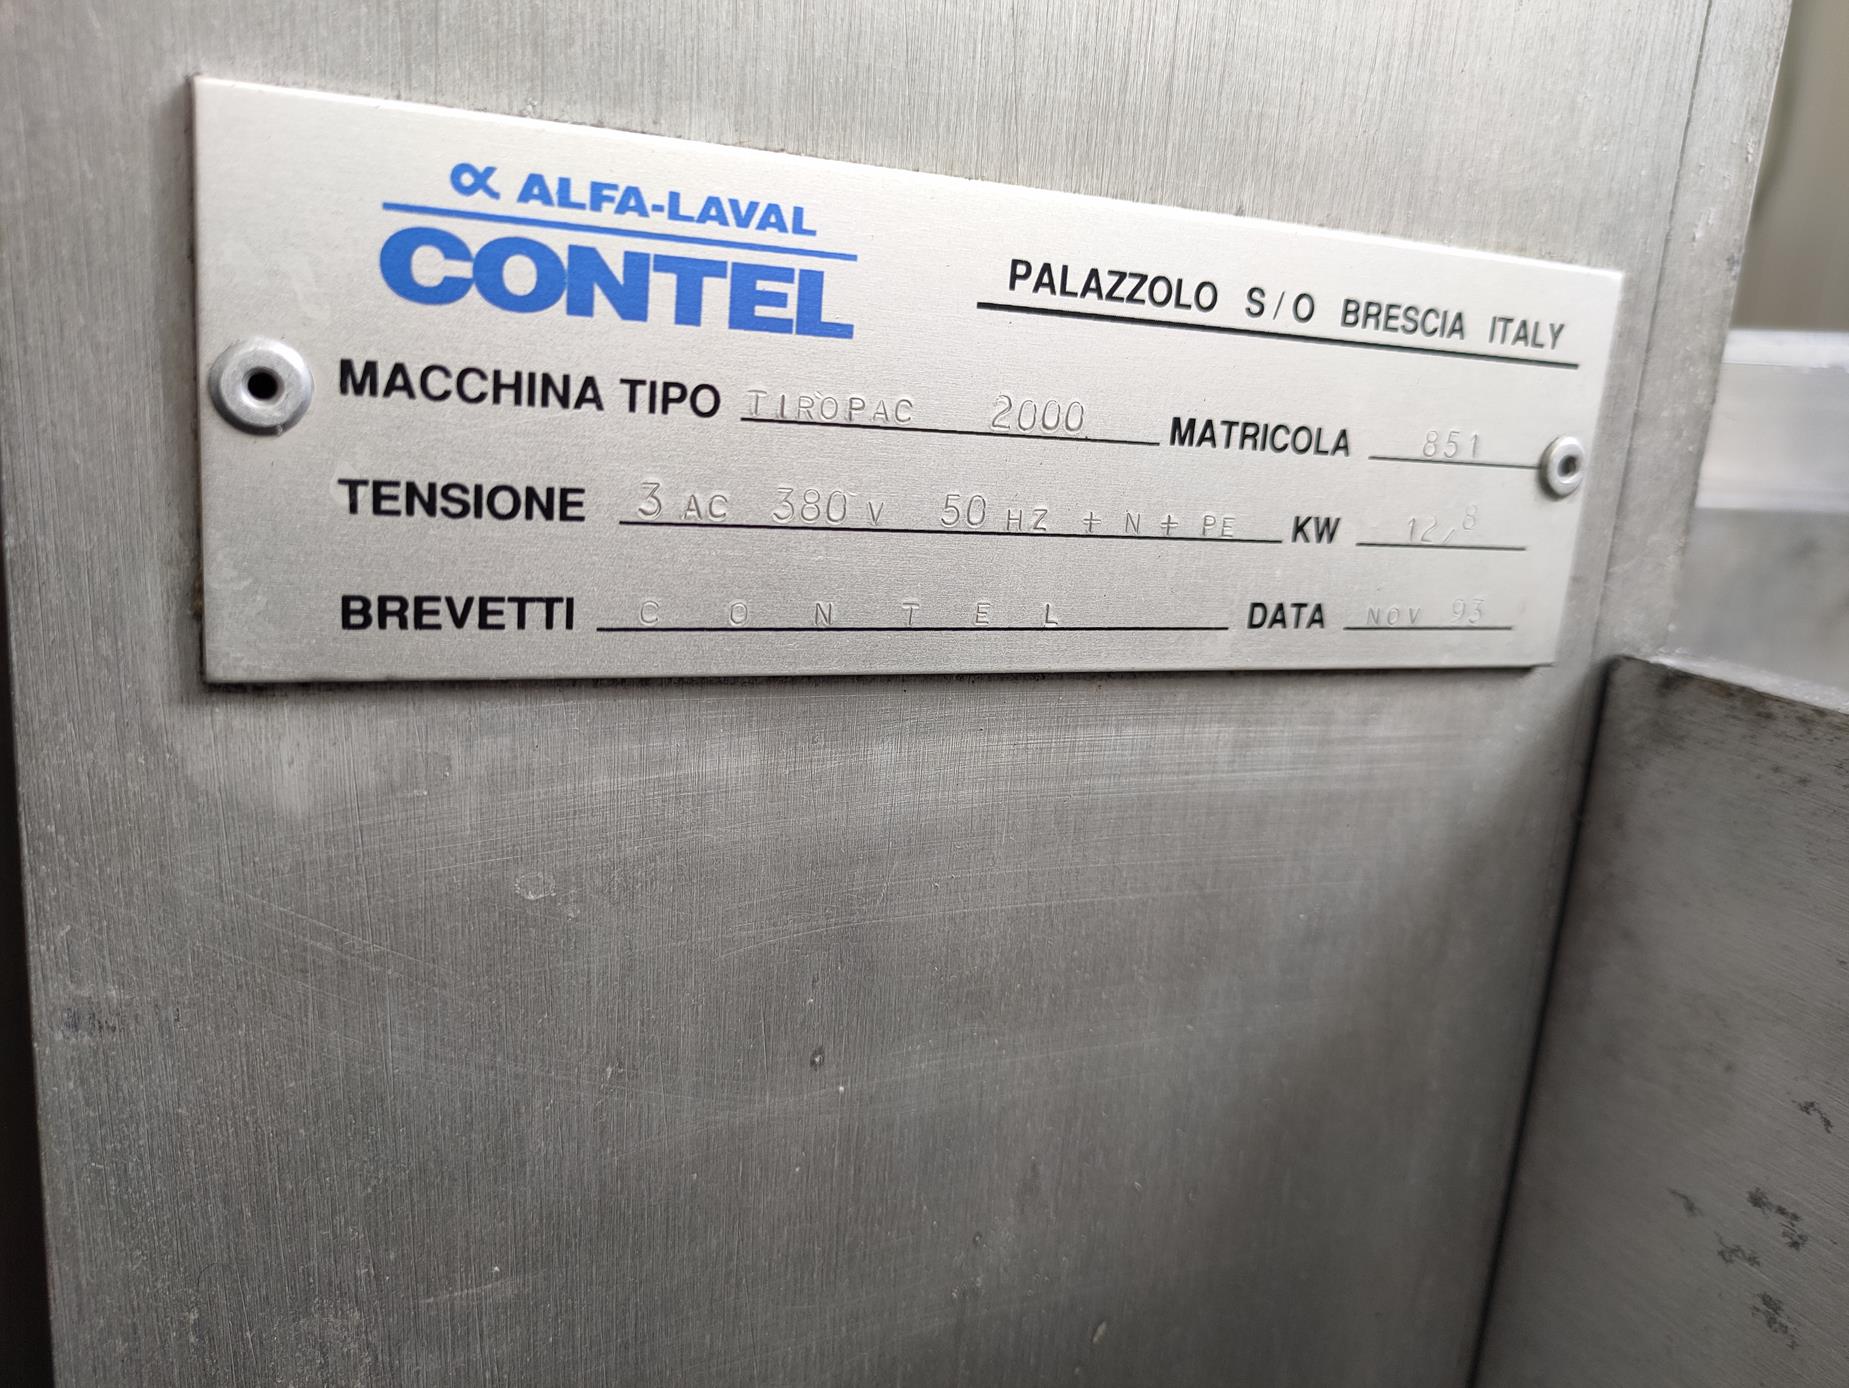 α ALFA-LAVAL
CONTEL
PALAZZOLO S/O BRESCIA ITALY
MACCHINA TIPO TIROPAC 2000 MATRICOLA 851
TENSIONE 3 AC 380 V 50 HZ + N + PE KW 12,8
BREVETTI C O N T E L DATA NOV 93